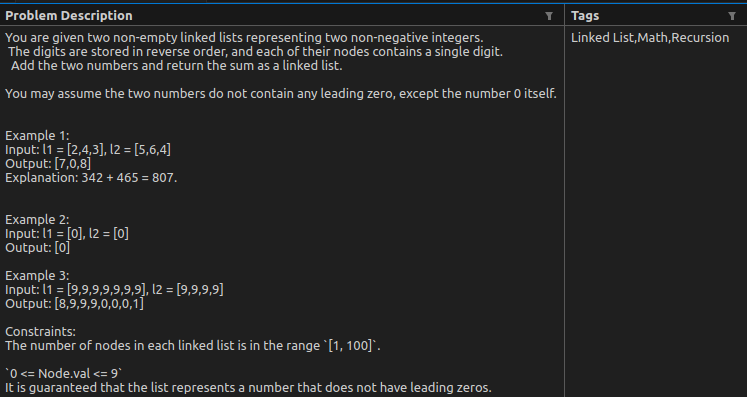 Problem Description
Tags
You are given two non-empty linked lists representing two non-negative integers.
Linked List,Math,Recursion
The digits are stored in reverse order, and each of their nodes contains a single digit.
Add the two numbers and return the sum as a linked list.
You may assume the two numbers do not contain any leading zero, except the number 0 itself.
Example 1:
Input: l1 = [2,4,3], l2 = [5,6,4]
Output: [7,0,8]
Explanation: 342 + 465 = 807.
Example 2:
Input: l1 = [0], l2 = [0]
Output: [0]
Example 3:
Input: l1 = [9,9,9,9,9,9,9], l2 = [9,9,9,9]
Output: [8,9,9,9,0,0,0,1]
Constraints:
The number of nodes in each linked list is in the range `[1, 100]`.
`0 <= Node.val <= 9`
It is guaranteed that the list represents a number that does not have leading zeros.